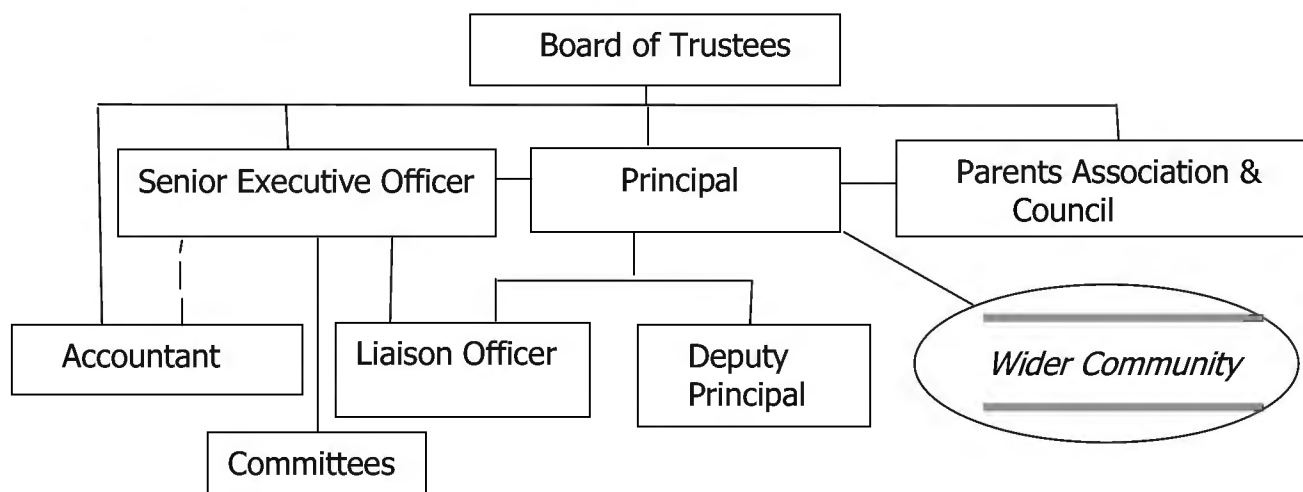 Board of Trustees
Senior Executive Officer
Principal
Parents Association &
Council
Accountant
Liaison Officer
Deputy
Principal
Wider Community
Committees